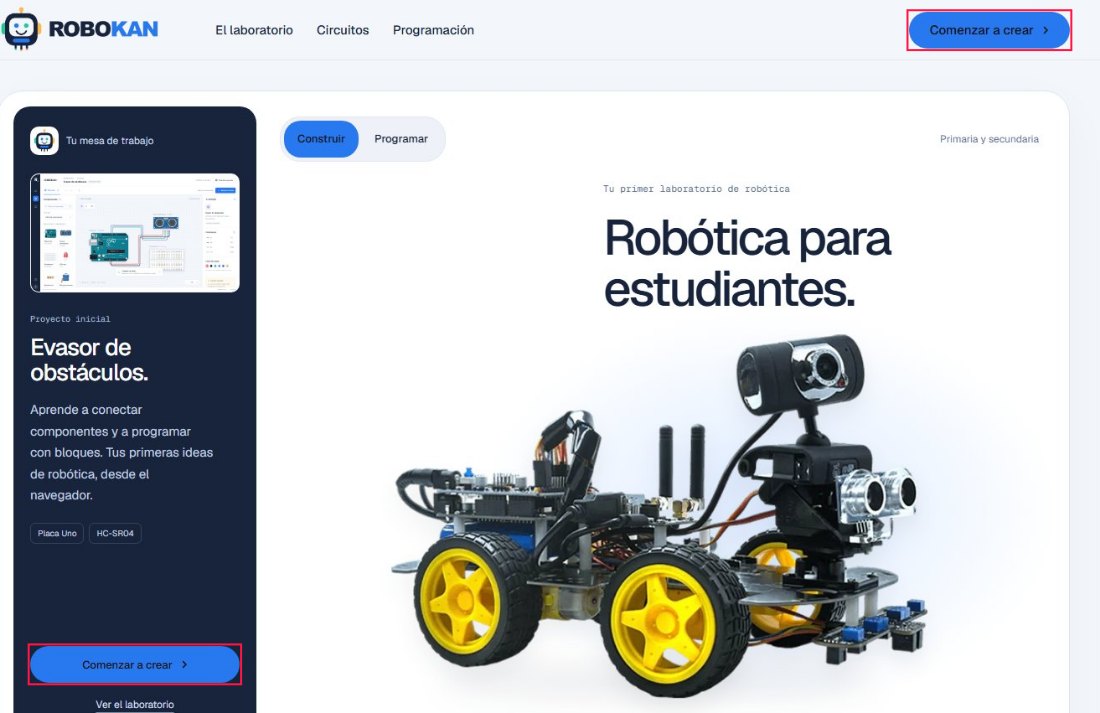 ROBOKAN
El laboratorio
Circuitos
Programación
Comenzar a crear
Tu mesa de trabajo
Proyecto inicial
Evasor de
obstáculos.
Aprende a conectar
componentes y a programar
con bloques. Tus primeras ideas
de robótica, desde el
navegador.
Placa Uno
HC-SR04
Comenzar a crear
Ver el laboratorio
Construir
Programar
Primaria y secundaria
Tu primer laboratorio de robótica
Robótica para
estudiantes.